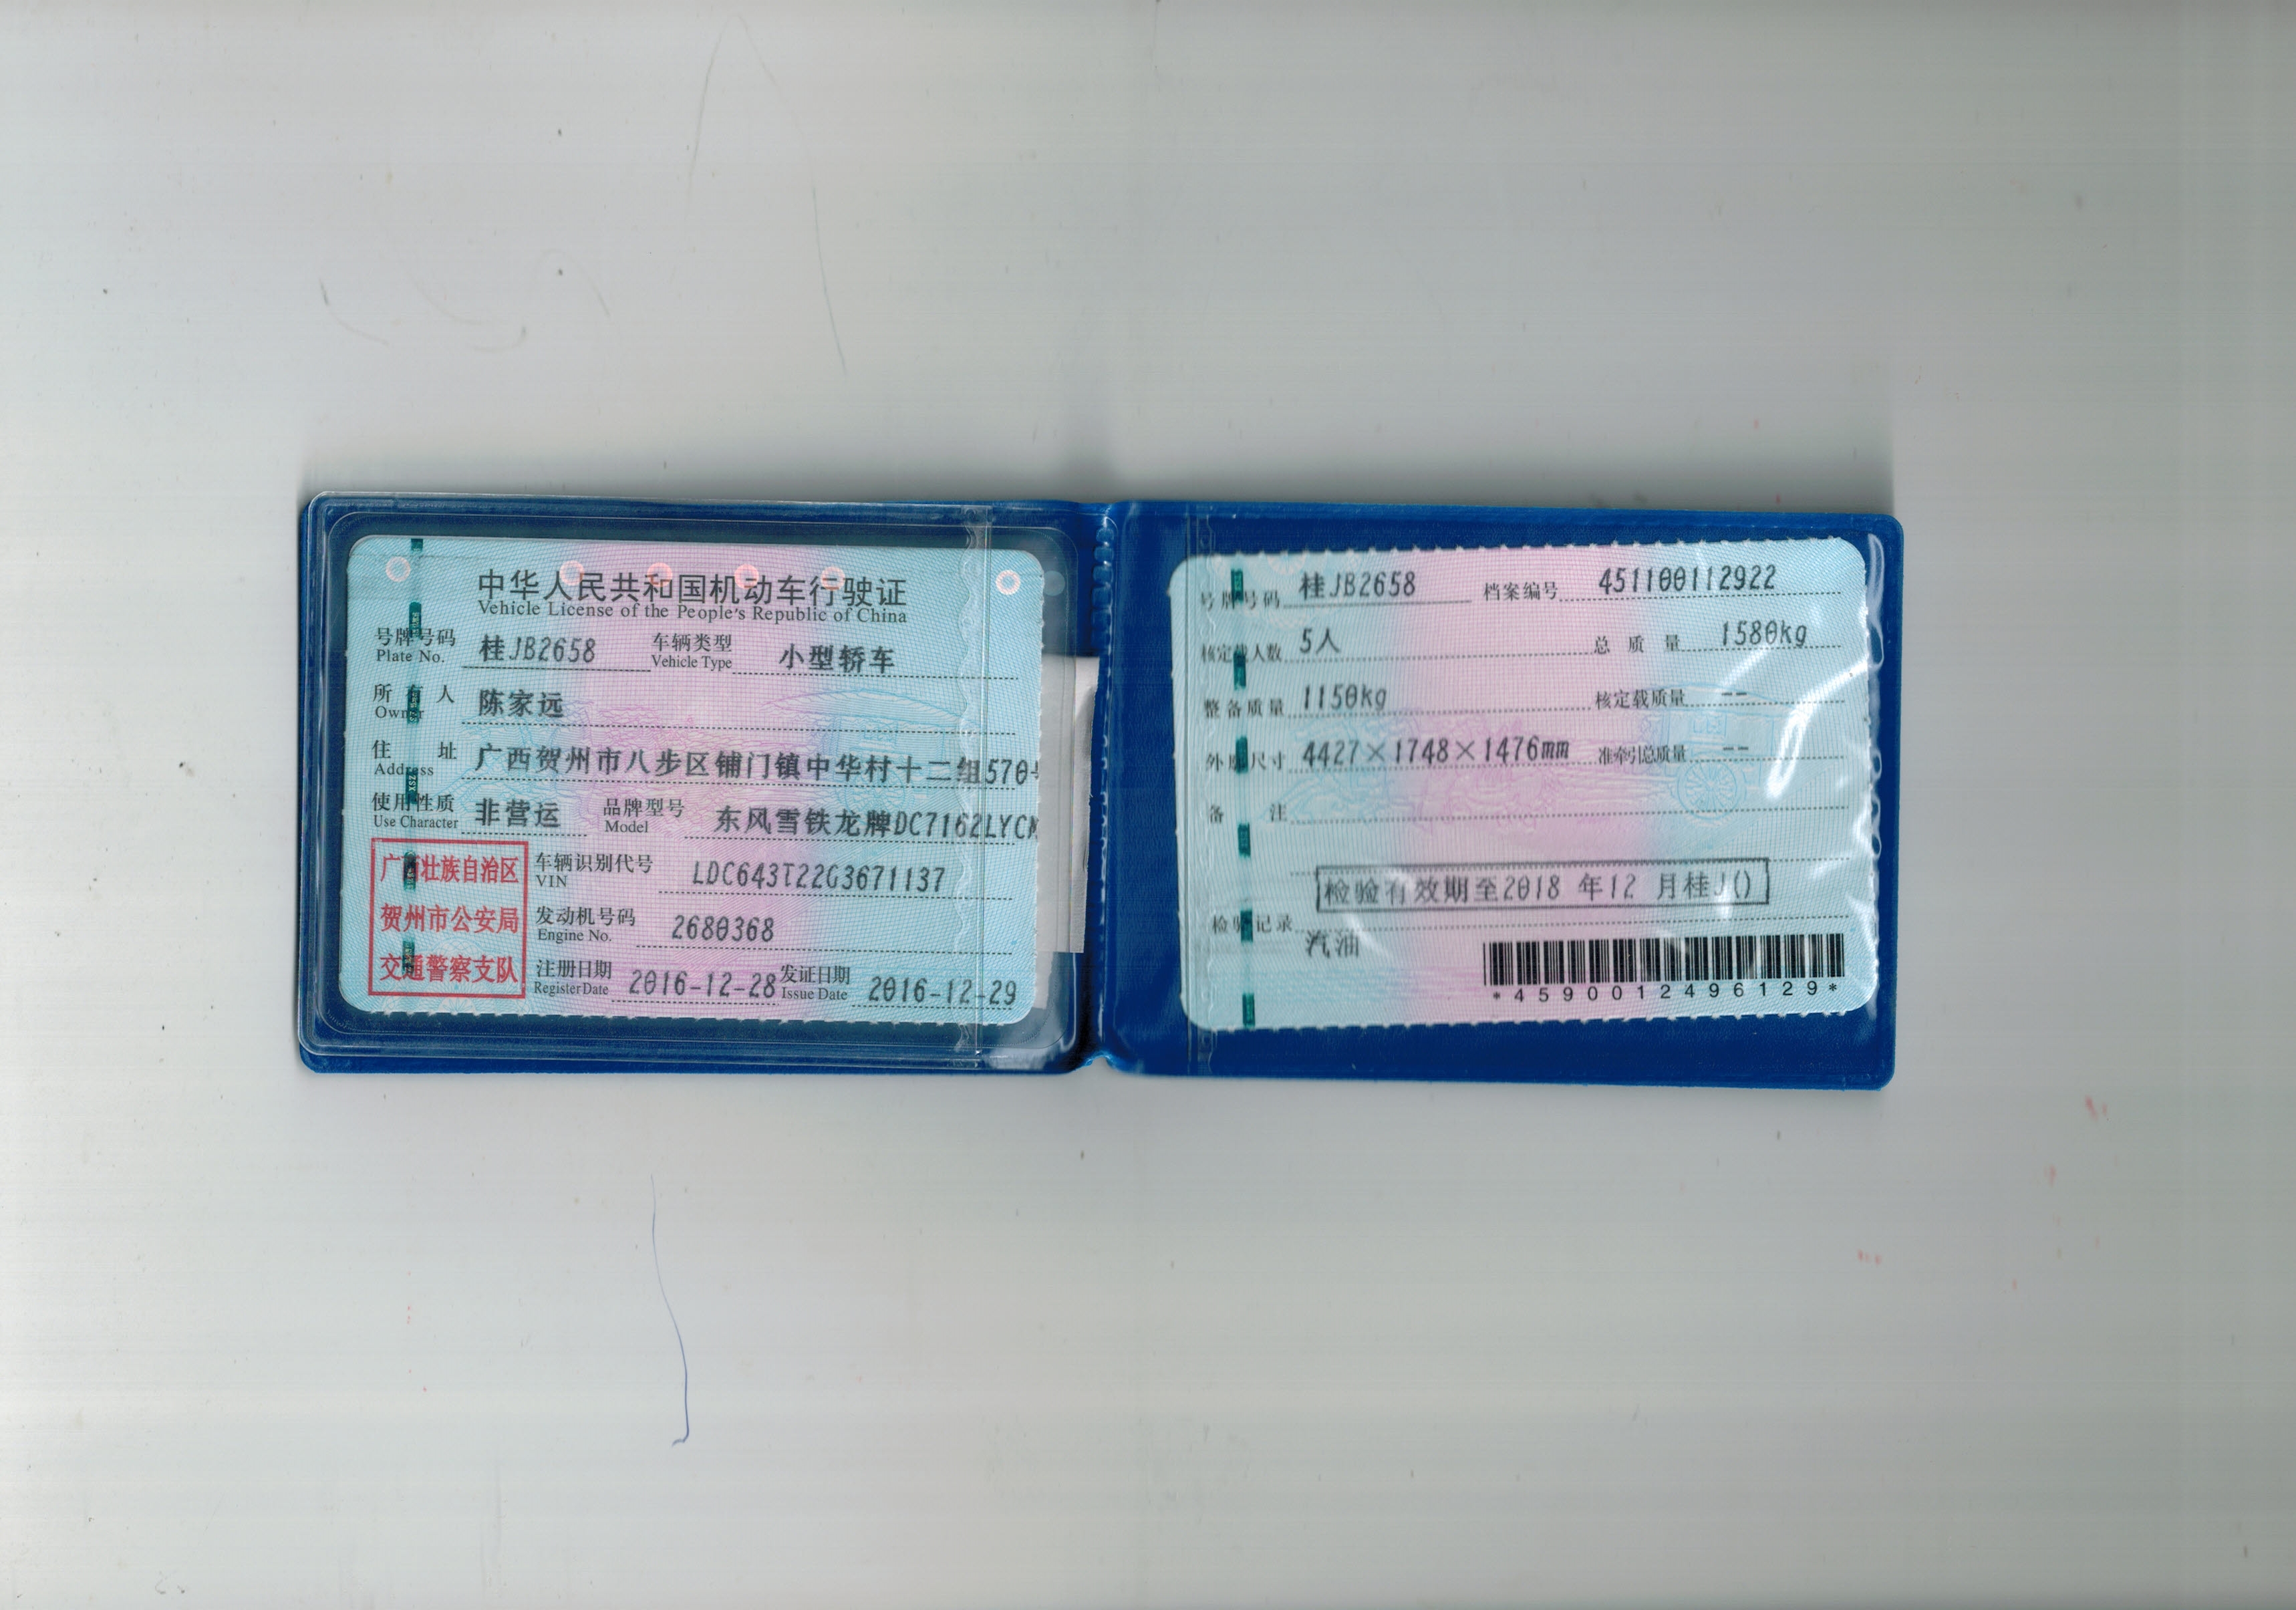 中华人民共和国机动车行驶证
Vehicle License of the People's Republic of China
号牌号码 桂JB2658 车辆类型 小型轿车
Plate No. Vehicle Type
所有人 陈家远
Owner
住址 广西贺州市八步区铺门镇中华村十二组570
Address
使用性质 非营运 品牌型号 东风雪铁龙牌DC7162LYCM
Use Character Model
广西壮族自治区
贺州市公安局
交通警察支队
车辆识别代号 LDC643T22G3671137
VIN
发动机号码 2680368
Engine No.
注册日期 2016-12-28 发证日期 2016-12-29
Register Date Issue Date
号牌号码 桂JB2658 档案编号 451100112922
核定载人数 5人 总质量 1580kg
整备质量 1150kg 核定载质量 --
外廓尺寸 4427×1748×1476mm 准牵引总质量 --
备注
检验有效期至2018 年12 月桂J()
检验记录
汽油
*4590012496129*